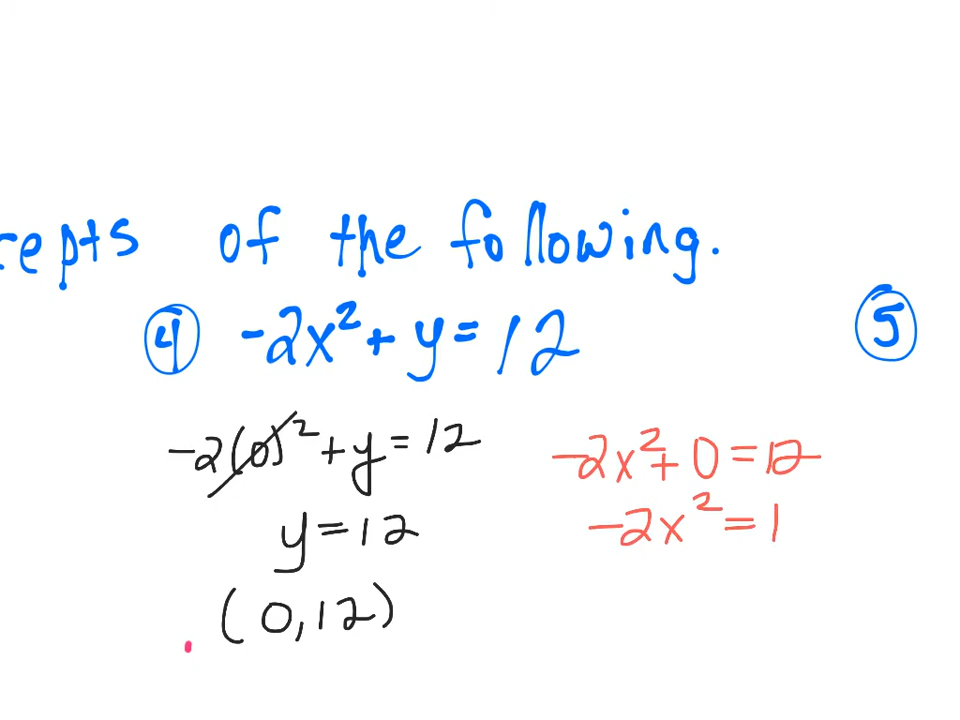 cepts of the following.
④ -2x² + y = 12 ⑤
-2(0)² + y = 12
y = 12
(0,12)
-2x² + 0 = 12
-2x² = 1